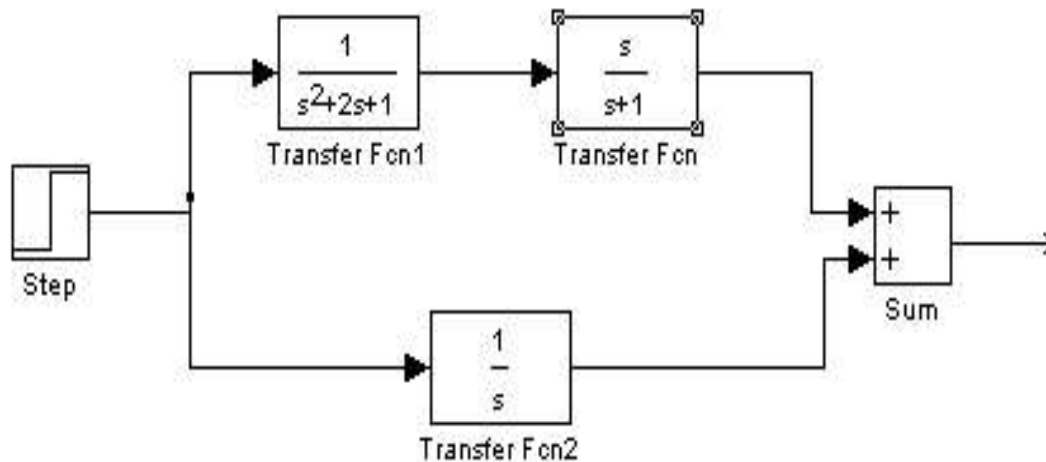 1
s²+2s+1
Transfer Fcn1
s
s+1
Transfer Fcn
Step
+
+
Sum
1
s
Transfer Fcn2